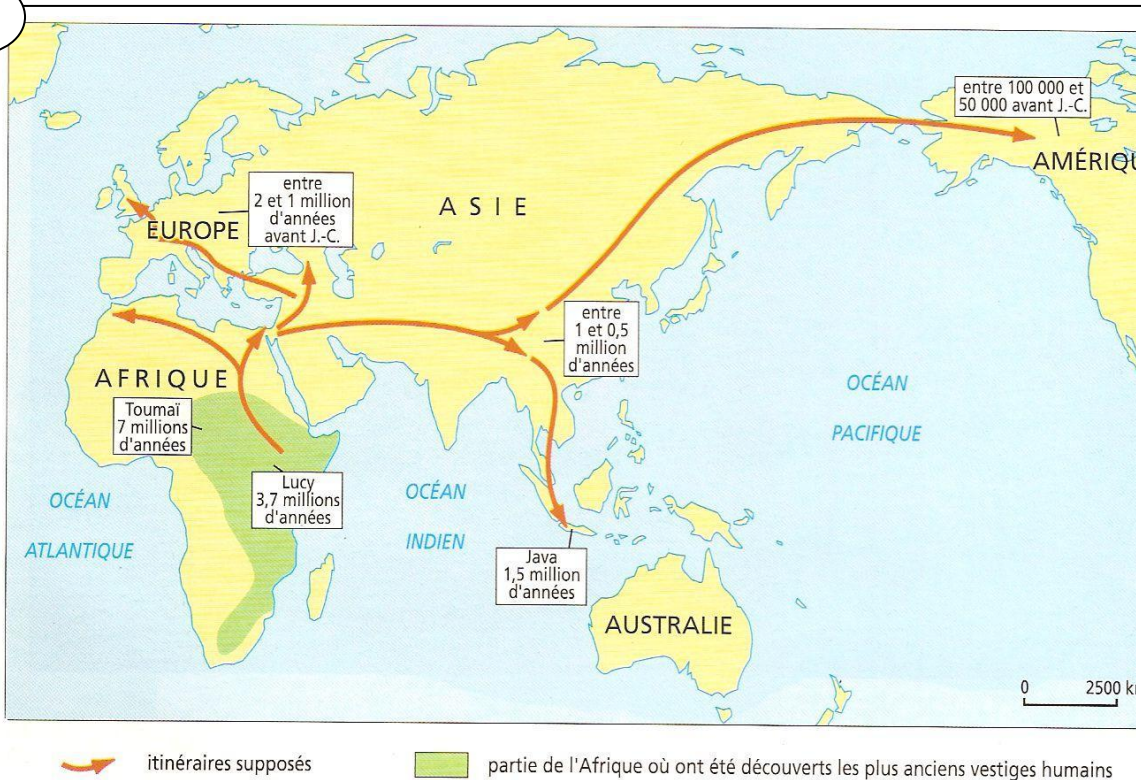 entre 100 000 et
50 000 avant J.-C.
AMÉRIQU
entre
2 et 1 million
d'années
avant J.-C.
ASIE
EUROPE
entre
1 et 0,5
million
d'années
AFRIQUE
Toumaï
7 millions
d'années
OCÉAN
PACIFIQUE
Lucy
3,7 millions
d'années
OCÉAN
ATLANTIQUE
OCÉAN
INDIEN
Java
1,5 million
d'années
AUSTRALIE
0 2500 km
itinéraires supposés
partie de l'Afrique où ont été découverts les plus anciens vestiges humains